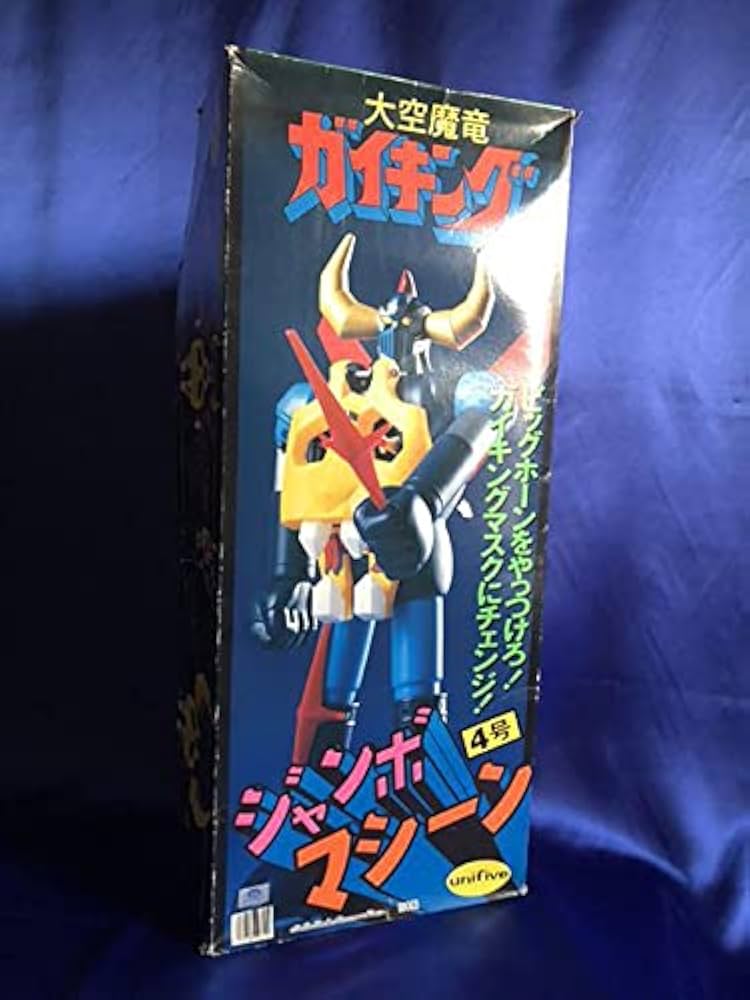 大空魔竜
ガイキング
ビッグホーンをやっつけろ!
ガイキングマスクにチェンジ!
4号
ジャンボ
マシーン
unifive